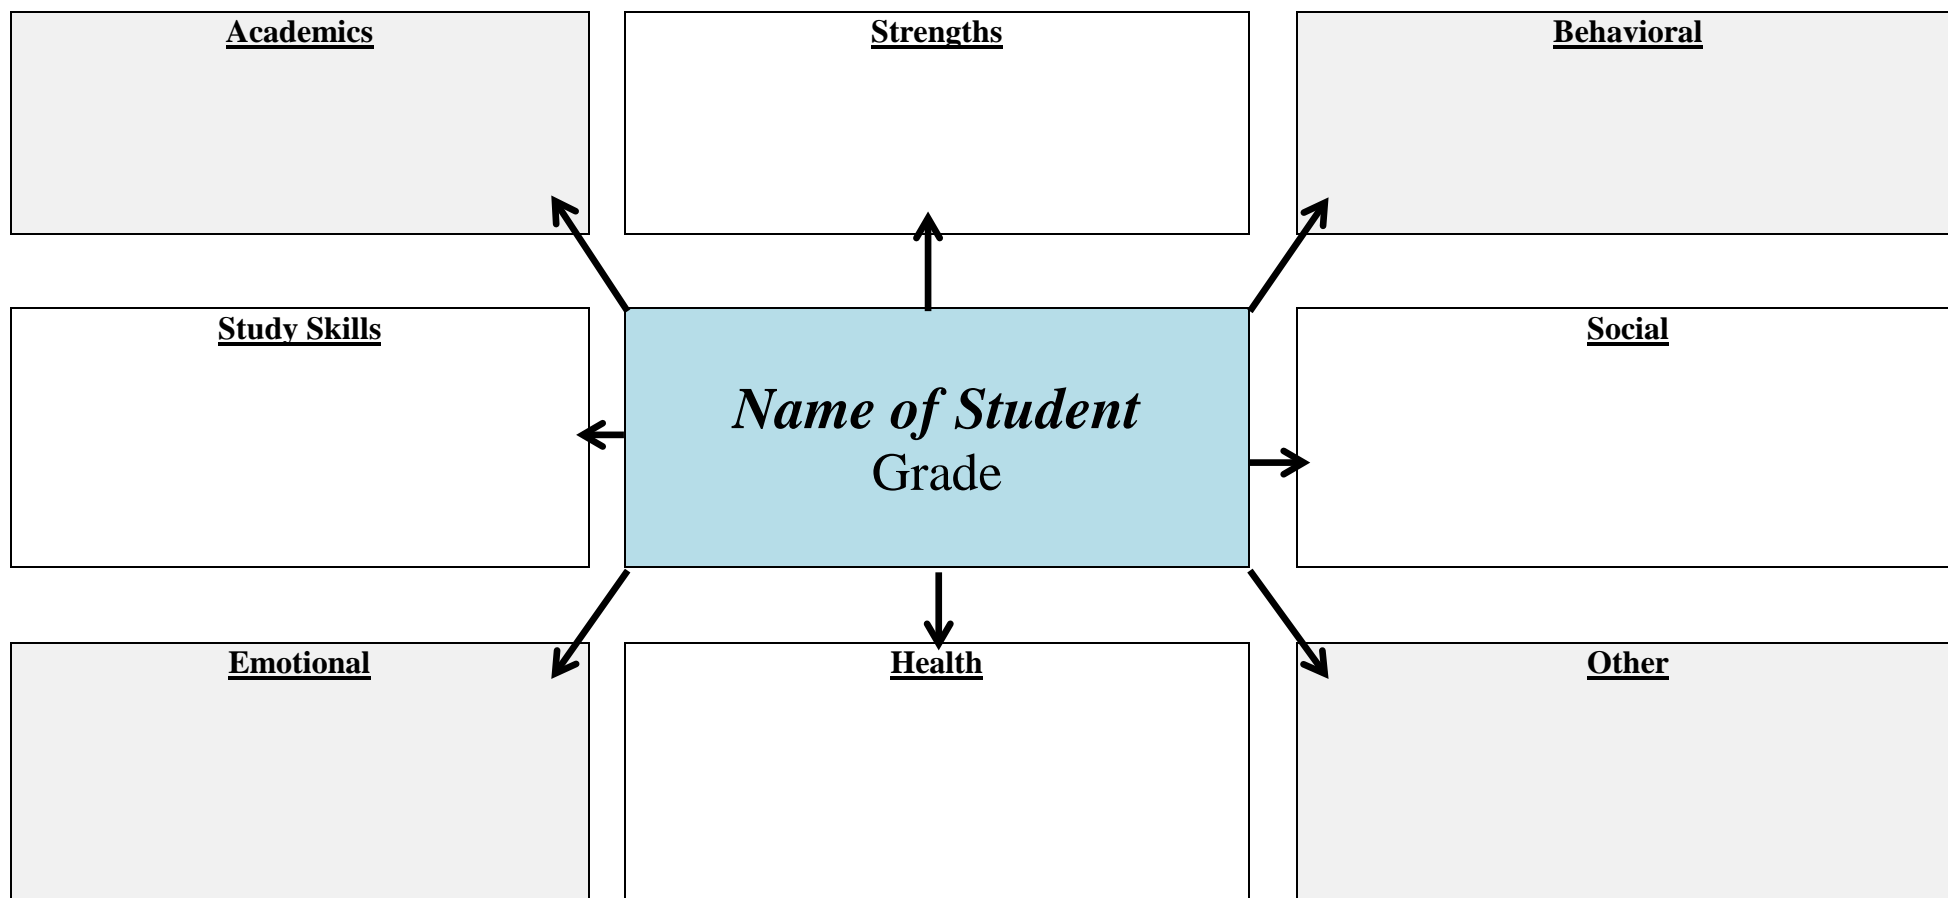 Academics
Strengths
Behavioral
Study Skills
Name of Student
Grade
Social
Emotional
Health
Other